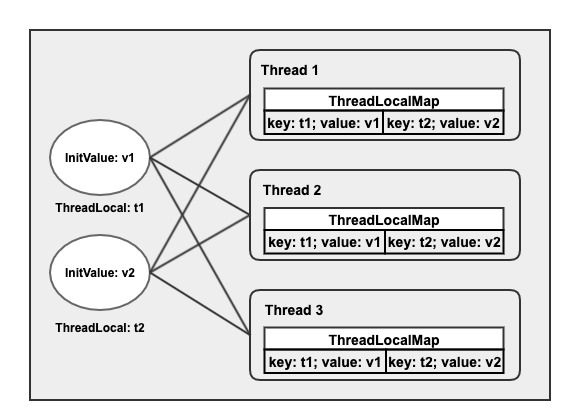 Thread 1
ThreadLocalMap
key: t1; value: v1 key: t2; value: v2
InitValue: v1
ThreadLocal: t1
Thread 2
ThreadLocalMap
key: t1; value: v1 key: t2; value: v2
InitValue: v2
ThreadLocal: t2
Thread 3
ThreadLocalMap
key: t1; value: v1 key: t2; value: v2